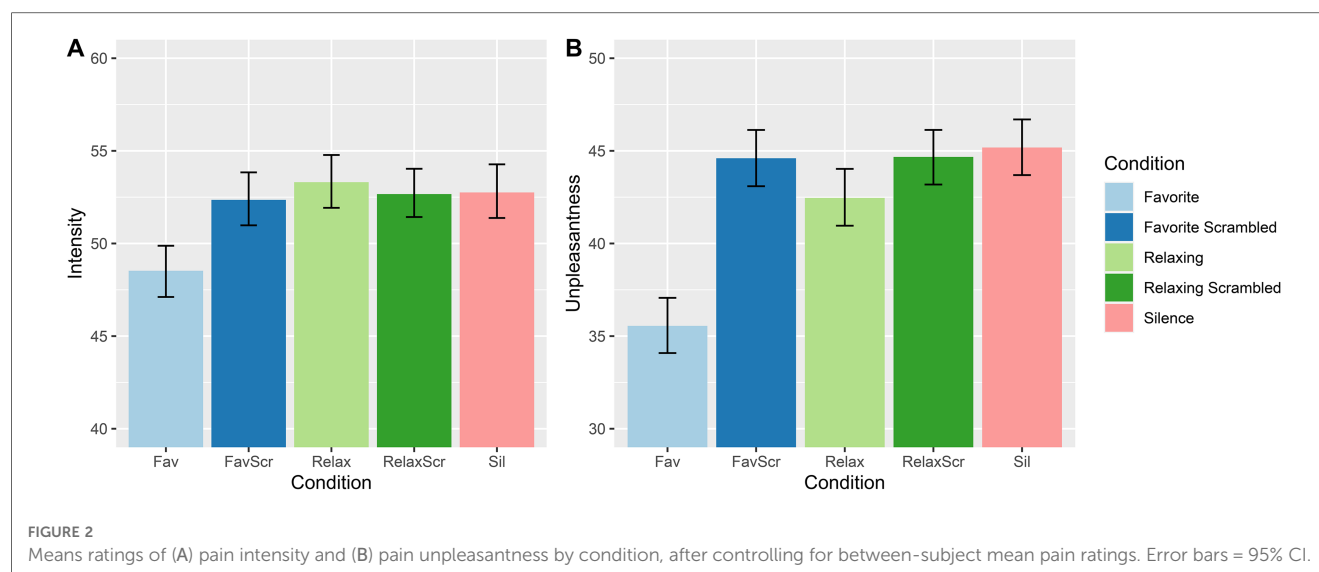 A
60
55
50
45
40
Intensity
Fav FavScr Relax RelaxScr Sil
Condition
B
50
45
40
35
30
Unpleasantness
Fav FavScr Relax RelaxScr Sil
Condition
Condition
Favorite
Favorite Scrambled
Relaxing
Relaxing Scrambled
Silence
FIGURE 2
Means ratings of (A) pain intensity and (B) pain unpleasantness by condition, after controlling for between-subject mean pain ratings. Error bars = 95% CI.